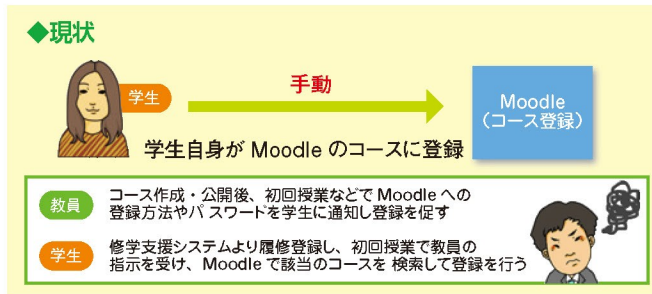 ◆現状
学生
手動
Moodle
（コース登録）
学生自身が Moodle のコースに登録
教員
コース作成・公開後、初回授業などで Moodle への
登録方法やパスワードを学生に通知し登録を促す
学生
修学支援システムより履修登録し、初回授業で教員の
指示を受け、Moodle で該当のコースを 検索して登録を行う